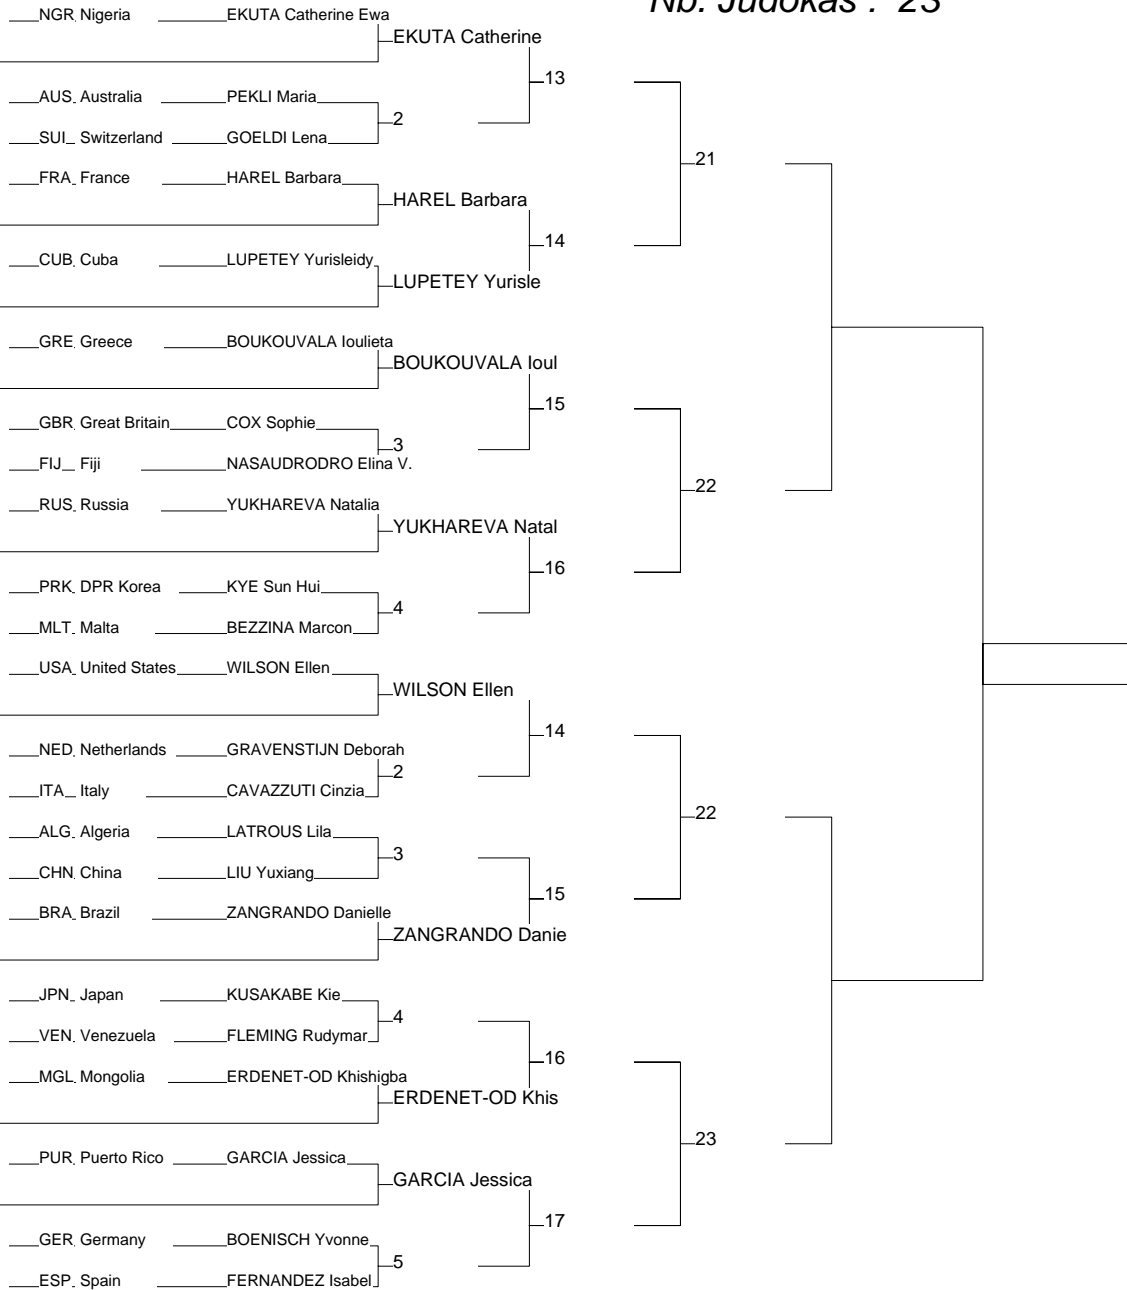 Nb. Judokas : 23
NGR Nigeria EKUTA Catherine Ewa
EKUTA Catherine
13
AUS Australia PEKLI Maria
2
SUI Switzerland GOELDI Lena
21
FRA France HAREL Barbara
HAREL Barbara
14
CUB Cuba LUPETEY Yurisleidy
LUPETEY Yurisle
GRE Greece BOUKOUVALA Ioulieta
BOUKOUVALA Ioul
15
GBR Great Britain COX Sophie
3
FIJ Fiji NASAUDRODRO Elina V.
22
RUS Russia YUKHAREVA Natalia
YUKHAREVA Natal
16
PRK DPR Korea KYE Sun Hui
4
MLT Malta BEZZINA Marcon
USA United States WILSON Ellen
WILSON Ellen
14
NED Netherlands GRAVENSTIJN Deborah
2
ITA Italy CAVAZZUTI Cinzia
22
ALG Algeria LATROUS Lila
3
CHN China LIU Yuxiang
15
BRA Brazil ZANGRANDO Danielle
ZANGRANDO Danie
JPN Japan KUSAKABE Kie
4
VEN Venezuela FLEMING Rudymar
16
MGL Mongolia ERDENET-OD Khishigba
ERDENET-OD Khis
23
PUR Puerto Rico GARCIA Jessica
GARCIA Jessica
17
GER Germany BOENISCH Yvonne
5
ESP Spain FERNANDEZ Isabel